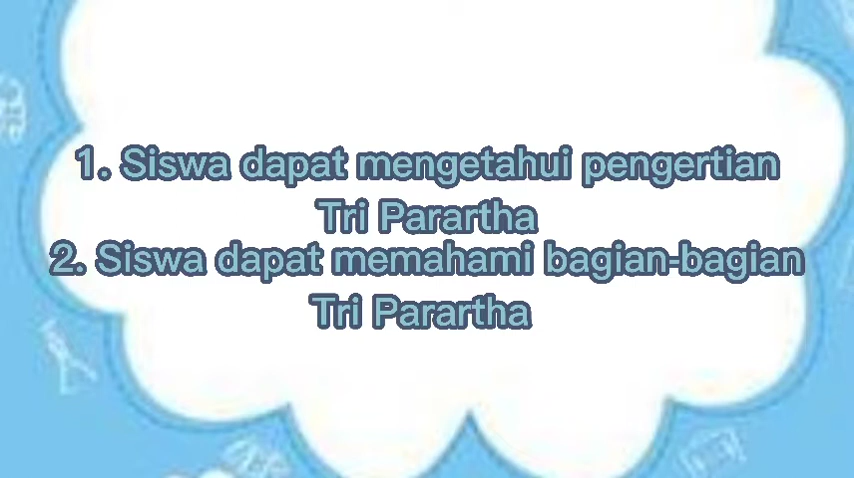 1. Siswa dapat mengetahui pengertian
Tri Parartha
2. Siswa dapat memahami bagian-bagian
Tri Parartha